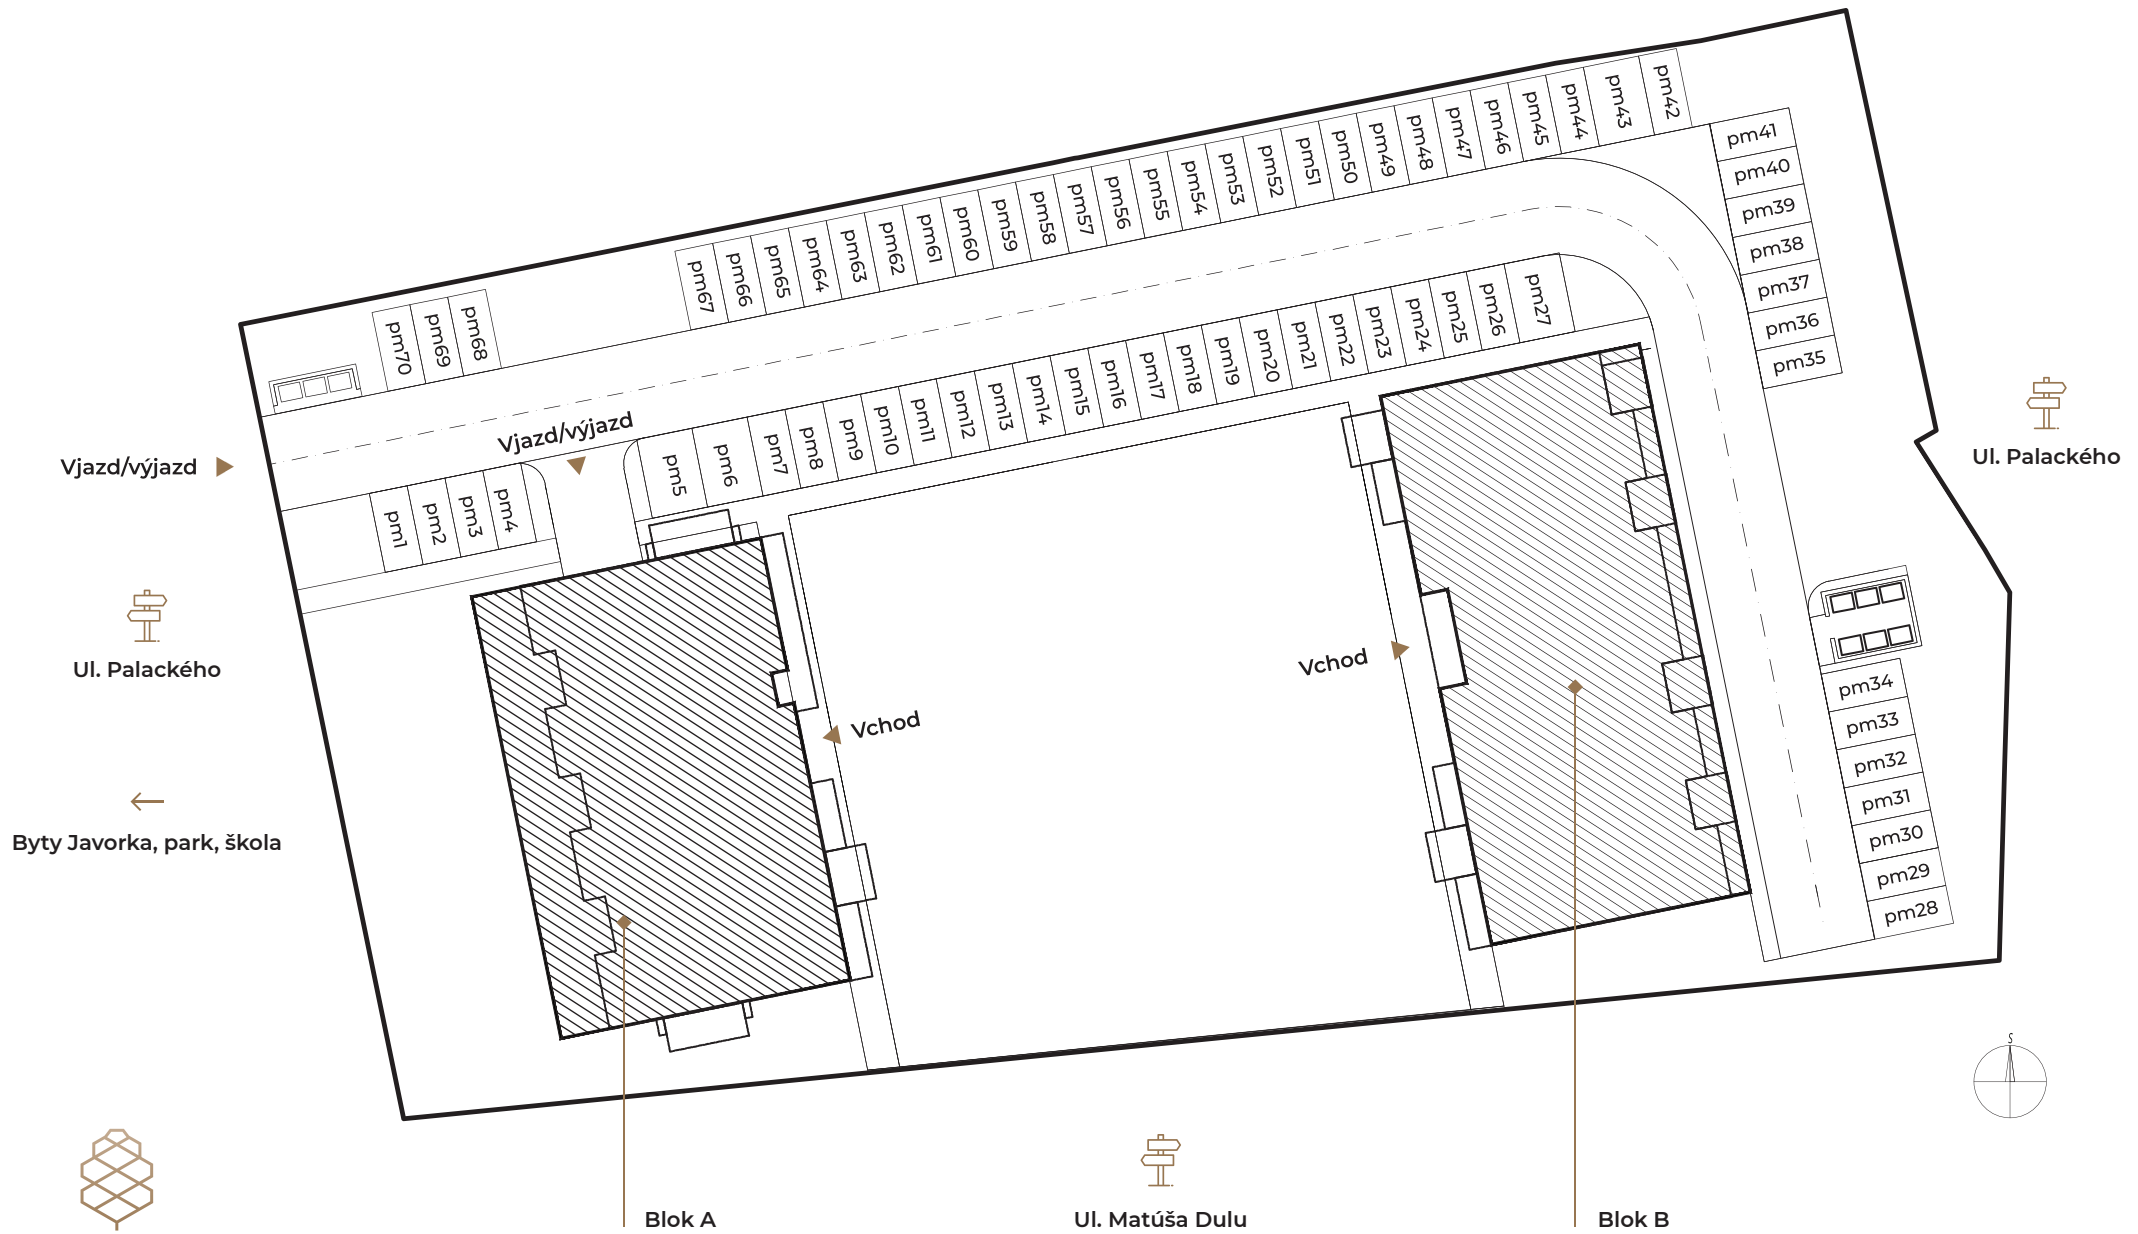 pm42
pm43
pm44
pm45
pm46
pm47
pm48
pm49
pm50
pm51
pm52
pm53
pm54
pm55
pm56
pm57
pm58
pm59
pm60
pm61
pm62
pm63
pm64
pm65
pm66
pm67
pm68
pm69
pm70
pm41
pm40
pm39
pm38
pm37
pm36
pm35
pm27
pm26
pm25
pm24
pm23
pm22
pm21
pm20
pm19
pm18
pm17
pm16
pm15
pm14
pm13
pm12
pm11
pm10
pm9
pm8
pm7
pm6
pm5
Vjazd/výjazd
Vjazd/výjazd
pm4
pm3
pm2
pm1
Ul. Palackého
Ul. Palackého
Vchod
Vchod
pm34
pm33
pm32
pm31
pm30
pm29
pm28
Byty Javorka, park, škola
S
Blok A
Ul. Matúša Dulu
Blok B